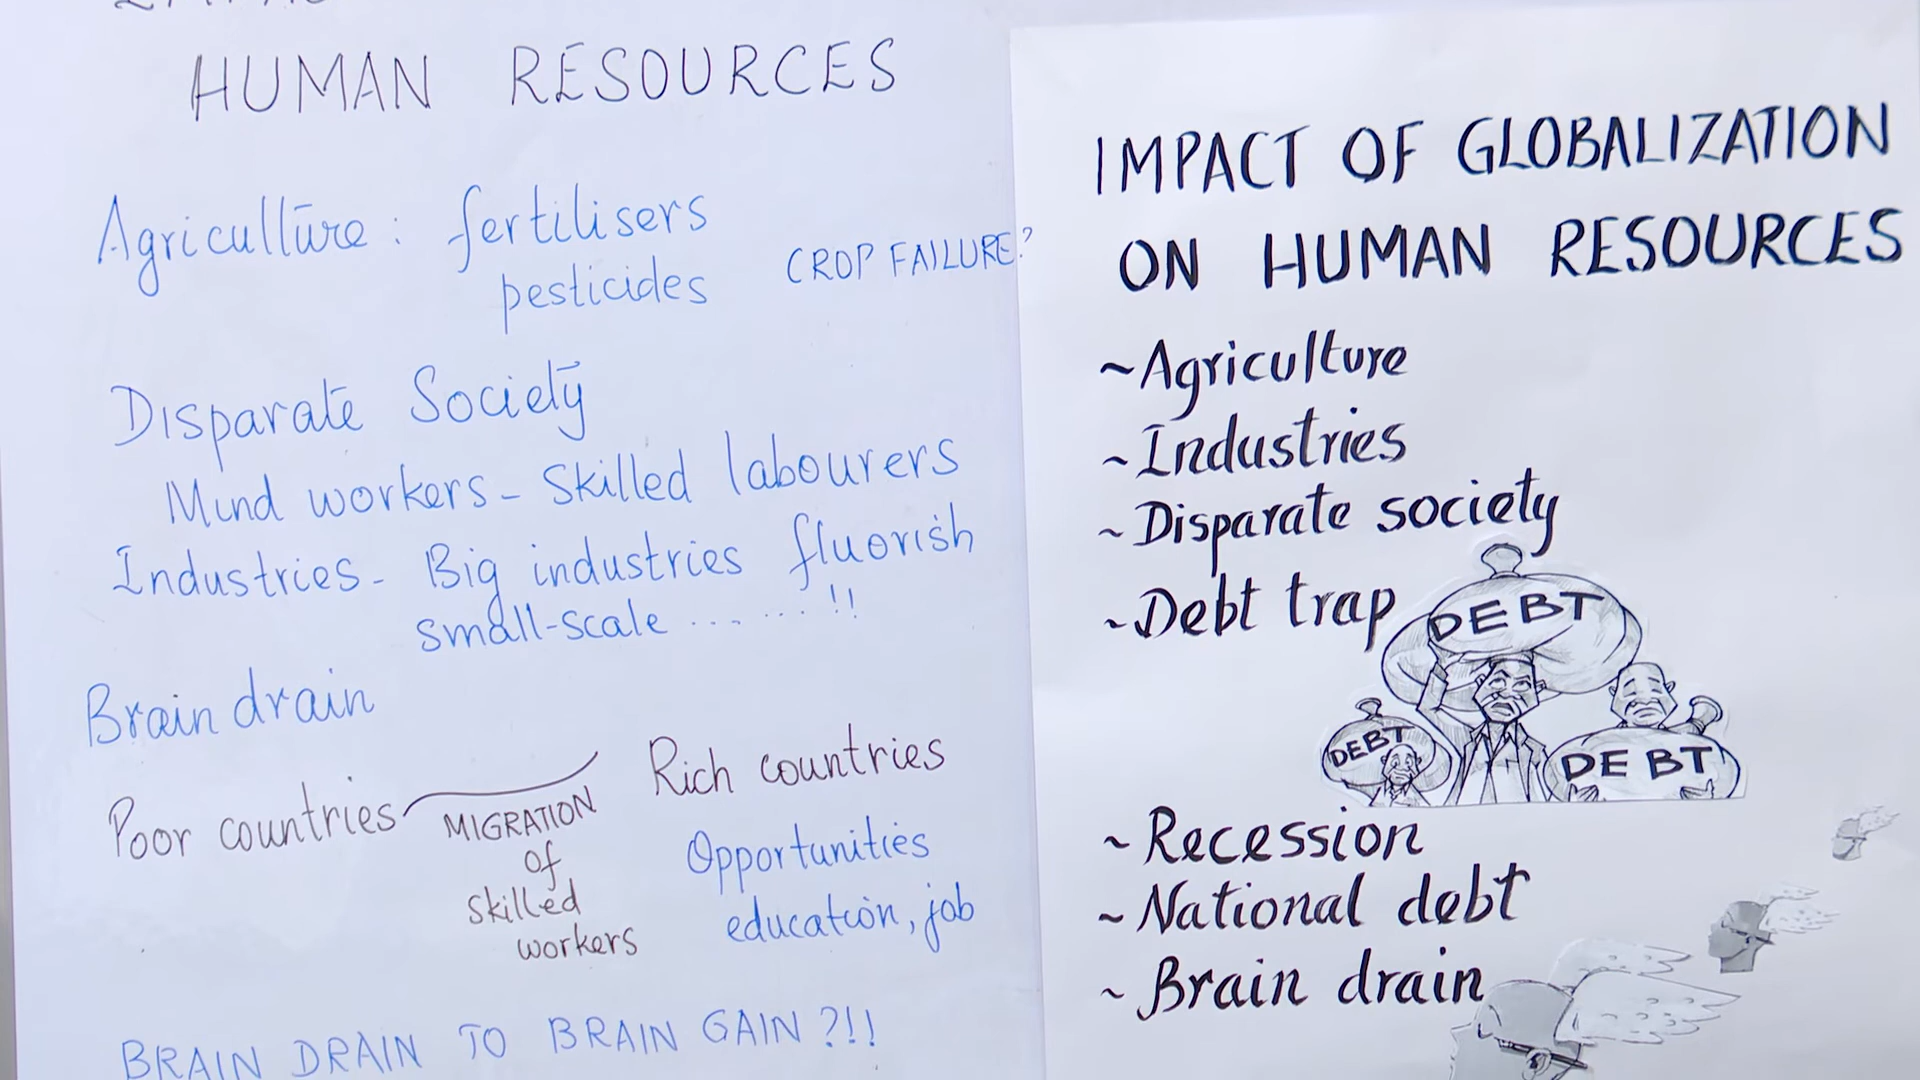 HUMAN RESOURCES
Agriculture: fertilisers
pesticides
CROP FAILURE?
Disparate Society
Mind workers - Skilled labourers
Industries - Big industries fluorish
small-scale ......!!
Brain drain
Poor countries
MIGRATION
of
skilled
workers
Rich countries
Opportunities
education, job
BRAIN DRAIN TO BRAIN GAIN?!!
IMPACT OF GLOBALIZATION
ON HUMAN RESOURCES
~Agriculture
~Industries
~Disparate society
~Debt trap
DEBT
DEBT
DEBT
~Recession
~National debt
~Brain drain